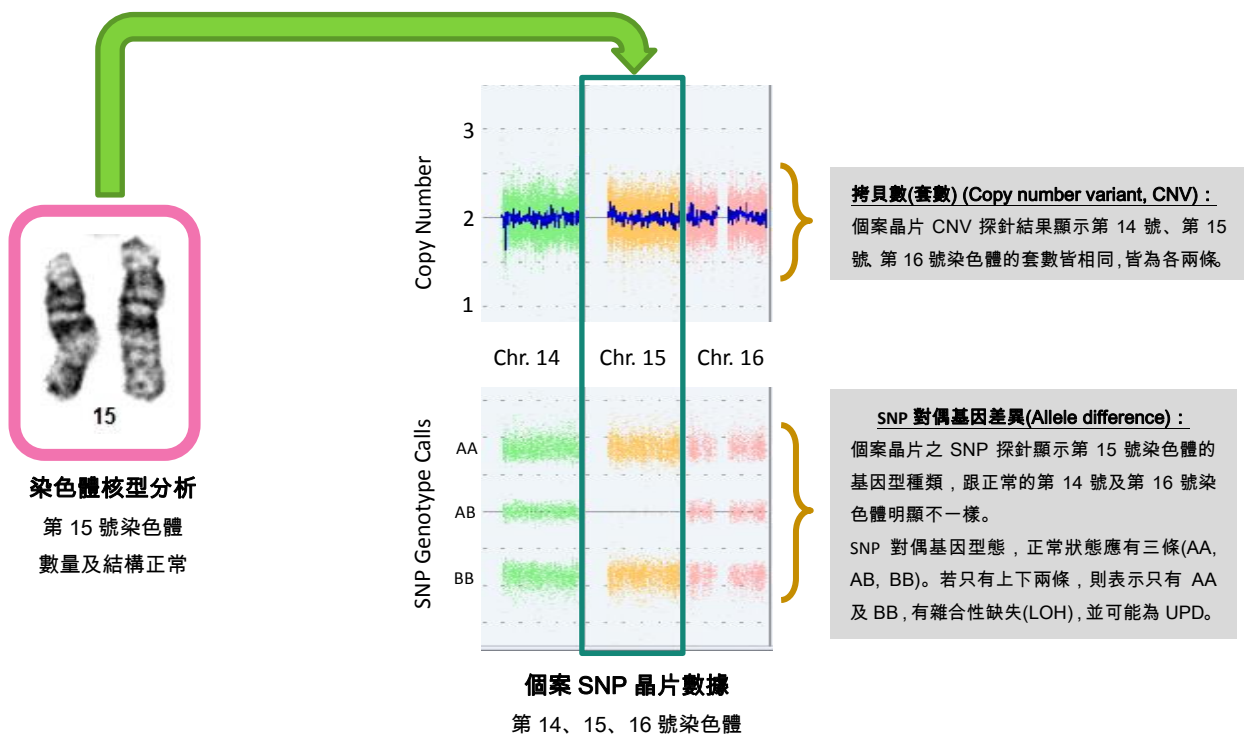 15
染色體核型分析
第 15 號染色體
數量及結構正常
Copy Number
3
2
1
Chr. 14
Chr. 15
Chr. 16
SNP Genotype Calls
AA
AB
BB
個案 SNP 晶片數據
第 14、15、16 號染色體
拷貝數(套數) (Copy number variant, CNV)：
個案晶片 CNV 探針結果顯示第 14 號、第 15
號、第 16 號染色體的套數皆相同,皆為各兩條。
SNP 對偶基因差異(Allele difference)：
個案晶片之 SNP 探針顯示第 15 號染色體的
基因型種類，跟正常的第 14 號及第 16 號染
色體明顯不一樣。
SNP 對偶基因型態，正常狀態應有三條(AA,
AB, BB)。若只有上下兩條，則表示只有 AA
及 BB , 有雜合性缺失(LOH) , 並可能為 UPD。